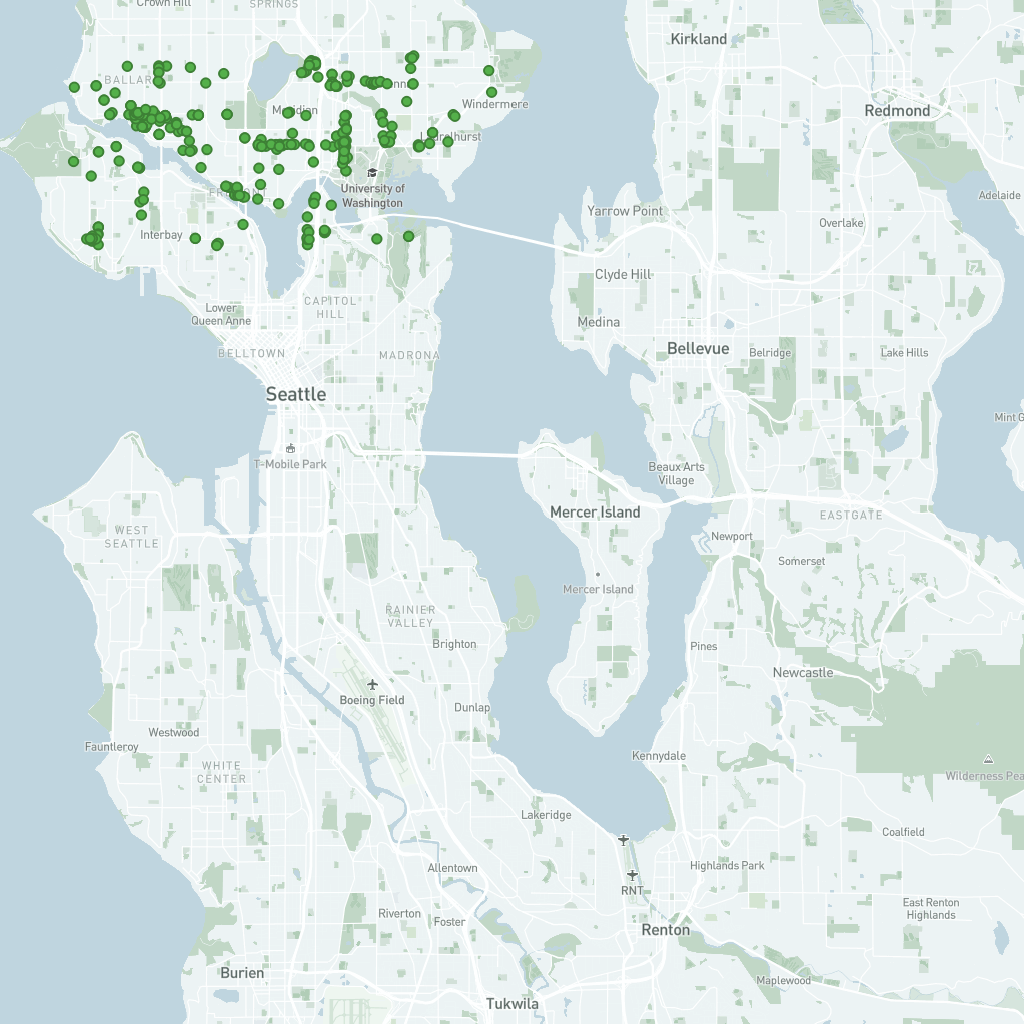 Crown Hill
SPRINGS
Kirkland
BALLAR
nn
Windermere
Redmond
Meridian
Laurelhurst
University of
Washington
Adelaide
FREMONT
Yarrow Point
Overlake
Interbay
Clyde Hill
CAPITOL
HILL
Lower
Queen Anne
Medina
BELLTOWN
MADRONA
Bellevue
Belridge
Lake Hills
Seattle
Mint G
T-Mobile Park
Beaux Arts
Village
WEST
SEATTLE
Mercer Island
EASTGATE
Newport
Somerset
Mercer Island
RAINIER
VALLEY
Brighton
Pines
Newcastle
Boeing Field
Dunlap
Westwood
Fauntleroy
Kennydale
WHITE
CENTER
Wilderness Pea
Lakeridge
Coalfield
Allentown
Highlands Park
RNT
East Renton
Highlands
Riverton
Foster
Renton
Burien
Maplewood
Tukwila